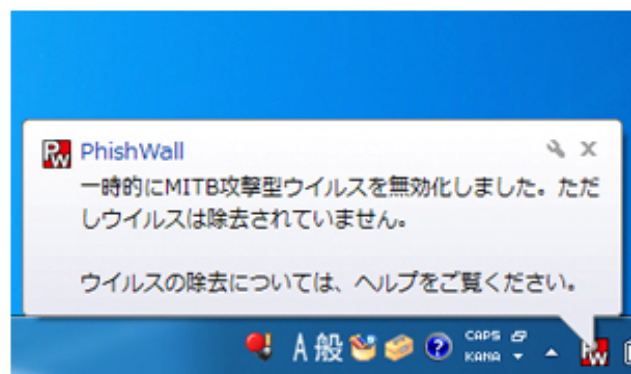 PhishWall
一時的にMITB攻撃型ウイルスを無効化しました。ただ
しウイルスは除去されていません。
ウイルスの除去については、ヘルプをご覧ください。
A 般 CAPS
KANA